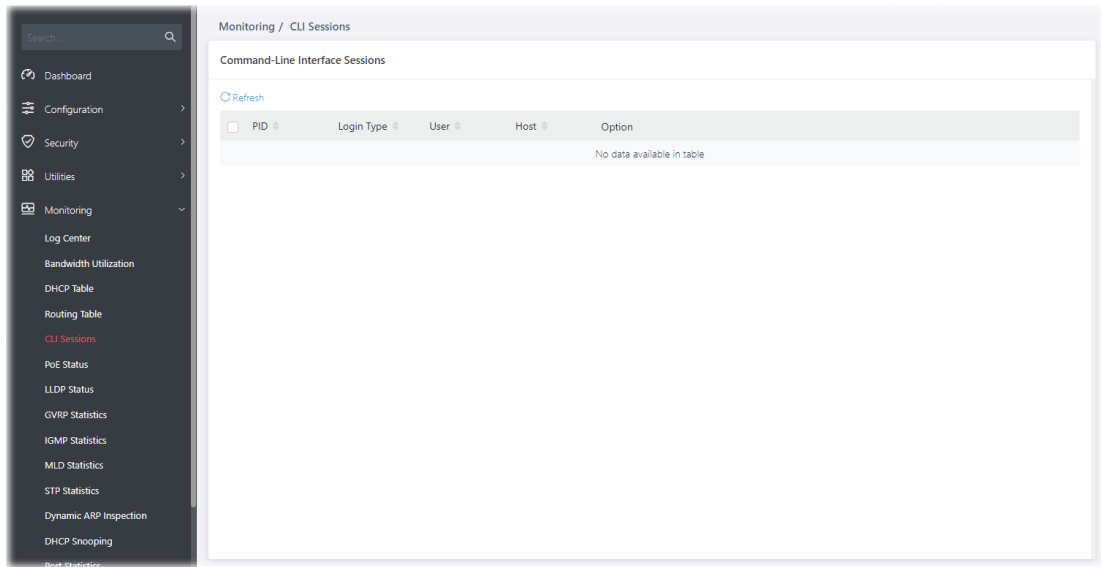 Search...
Dashboard
Configuration
Security
Utilities
Monitoring
Log Center
Bandwidth Utilization
DHCP Table
Routing Table
CLI Sessions
PoE Status
LLDP Status
GVRP Statistics
IGMP Statistics
MLD Statistics
STP Statistics
Dynamic ARP Inspection
DHCP Snooping
Port Statistics
Monitoring / CLI Sessions
Command-Line Interface Sessions
Refresh
PID Login Type User Host Option
No data available in table